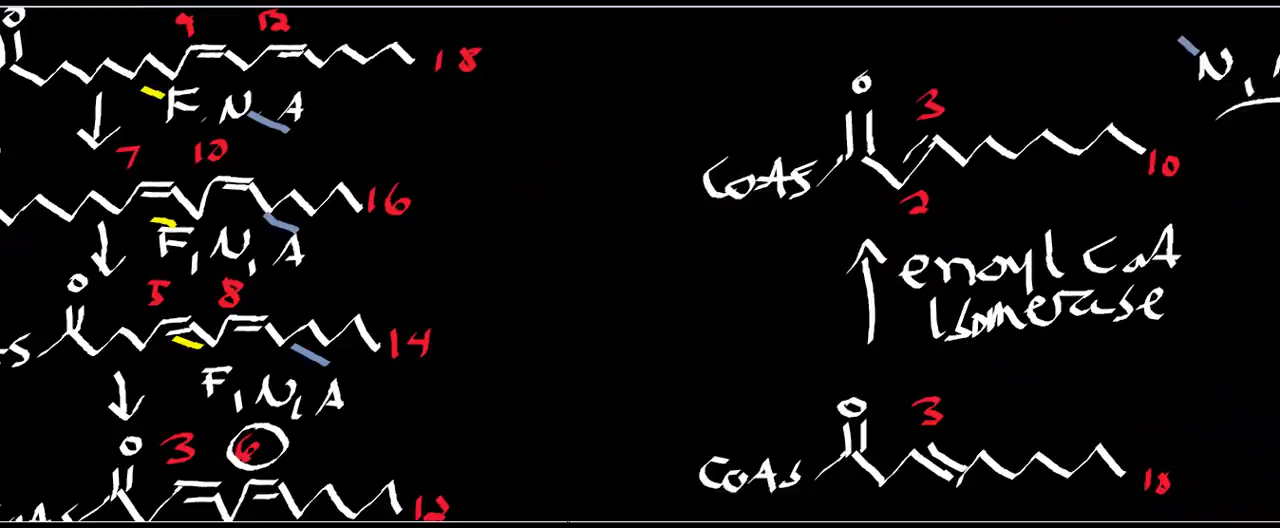 O 9 12
18
F, N, A
7 10
16
F, N, A
O 5 8
14
F, N, A
O 3 6
12
N,
O 3
CoAS 10
2
enoyl CoA
Isomerase
O 3
CoAS 10